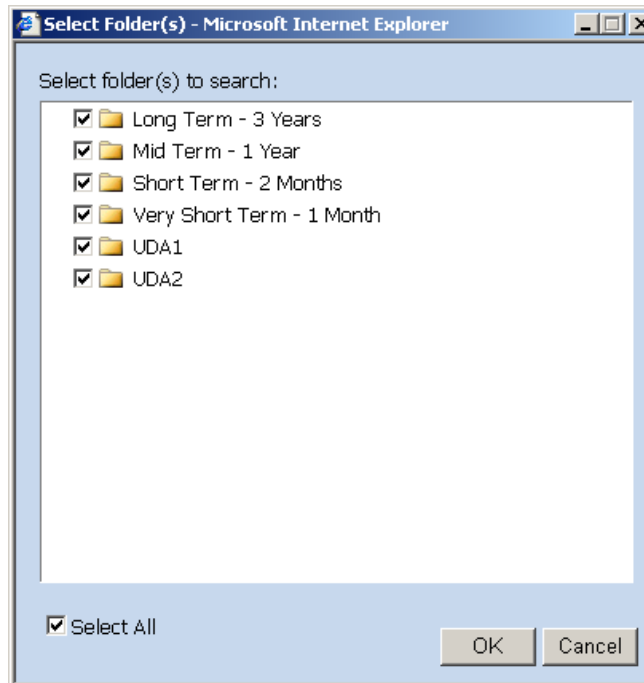 Select Folder(s) - Microsoft Internet Explorer
Select folder(s) to search:
Long Term - 3 Years
Mid Term - 1 Year
Short Term - 2 Months
Very Short Term - 1 Month
UDA1
UDA2
Select All
OK Cancel